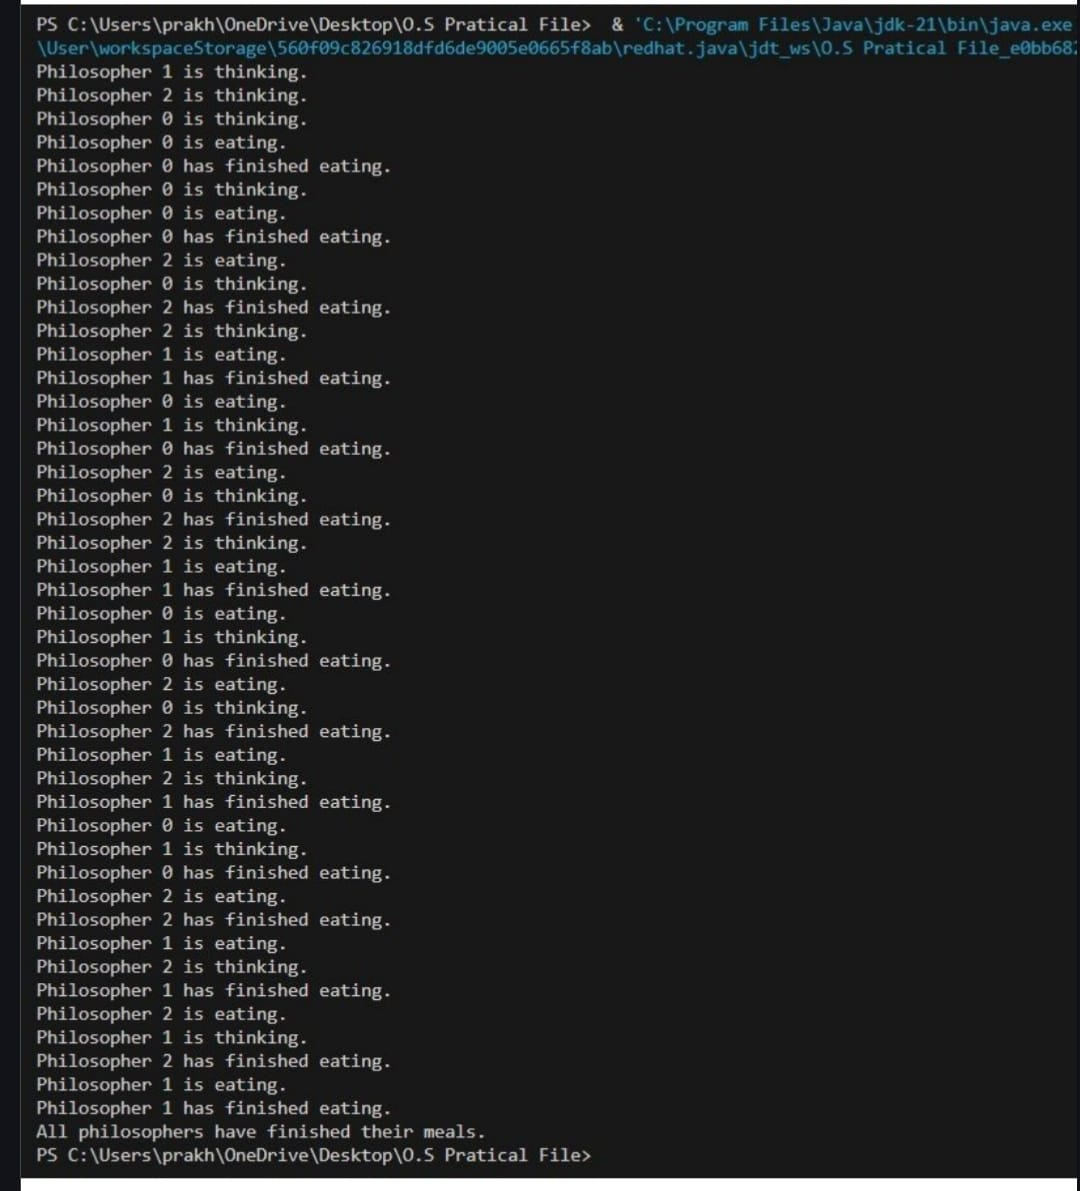 PS C:\Users\prakh\OneDrive\Desktop\O.S Pratical File>  & 'C:\Program Files\Java\jdk-21\bin\java.exe
\User\workspaceStorage\560f09c826918dfd6de9005e0665f8ab\redhat.java\jdt_ws\O.S Pratical File_e0bb682
Philosopher 1 is thinking.
Philosopher 2 is thinking.
Philosopher 0 is thinking.
Philosopher 0 is eating.
Philosopher 0 has finished eating.
Philosopher 0 is thinking.
Philosopher 0 is eating.
Philosopher 0 has finished eating.
Philosopher 2 is eating.
Philosopher 0 is thinking.
Philosopher 2 has finished eating.
Philosopher 2 is thinking.
Philosopher 1 is eating.
Philosopher 1 has finished eating.
Philosopher 0 is eating.
Philosopher 1 is thinking.
Philosopher 0 has finished eating.
Philosopher 2 is eating.
Philosopher 0 is thinking.
Philosopher 2 has finished eating.
Philosopher 2 is thinking.
Philosopher 1 is eating.
Philosopher 1 has finished eating.
Philosopher 0 is eating.
Philosopher 1 is thinking.
Philosopher 0 has finished eating.
Philosopher 2 is eating.
Philosopher 0 is thinking.
Philosopher 2 has finished eating.
Philosopher 1 is eating.
Philosopher 2 is thinking.
Philosopher 1 has finished eating.
Philosopher 0 is eating.
Philosopher 1 is thinking.
Philosopher 0 has finished eating.
Philosopher 2 is eating.
Philosopher 2 has finished eating.
Philosopher 1 is eating.
Philosopher 2 is thinking.
Philosopher 1 has finished eating.
Philosopher 2 is eating.
Philosopher 1 is thinking.
Philosopher 2 has finished eating.
Philosopher 1 is eating.
Philosopher 1 has finished eating.
All philosophers have finished their meals.
PS C:\Users\prakh\OneDrive\Desktop\O.S Pratical File>